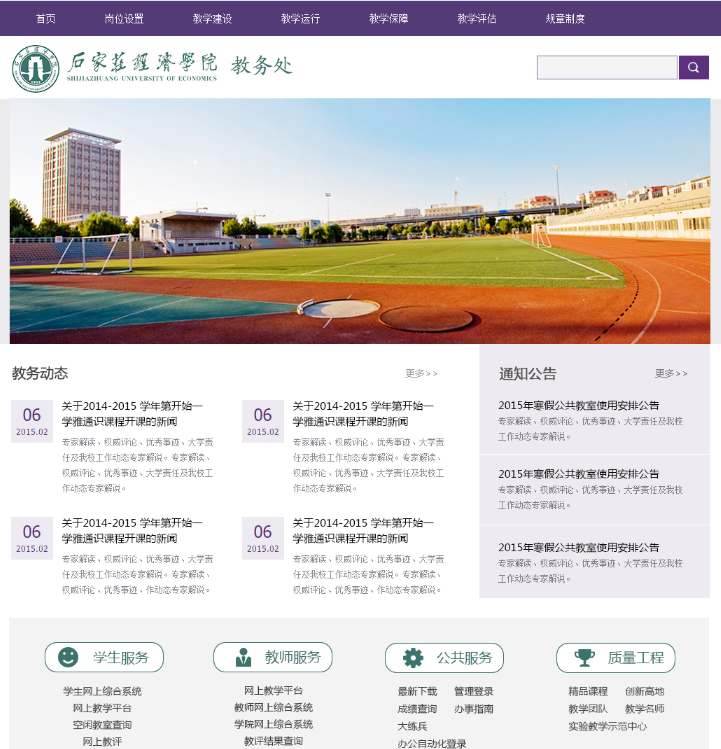 首页 岗位设置 教学建设 教学运行 教学保障 教学评估 规章制度
石家莊經濟學院 教务处
SHIJIAZHUANG UNIVERSITY OF ECONOMICS
教务动态 更多>>
06
2015.02
关于2014-2015 学年第开始一
学雅通识课程开课的新闻
专家解读、权威评论、优秀事迹、大学责
任及我校工作动态专家解说。专家解读、
权威评论、优秀事迹、大学责任及我校工
作动态专家解说。
06
2015.02
关于2014-2015 学年第开始一
学雅通识课程开课的新闻
专家解读、权威评论、优秀事迹、大学责
任及我校工作动态专家解说。专家解读、
权威评论、优秀事迹、大学责任及我校工
作动态专家解说。
06
2015.02
关于2014-2015 学年第开始一
学雅通识课程开课的新闻
专家解读、权威评论、优秀事迹、大学责
任及我校工作动态专家解说。专家解读、
权威评论、优秀事迹、作动态专家解说。
06
2015.02
关于2014-2015 学年第开始一
学雅通识课程开课的新闻
专家解读、权威评论、优秀事迹、大学责
任及我校工作动态专家解说。专家解读、
权威评论、优秀事迹、作动态专家解说。
通知公告 更多>>
2015年寒假公共教室使用安排公告
专家解读、权威评论、优秀事迹、大学责任及我校
工作动态专家解说。
2015年寒假公共教室使用安排公告
专家解读、权威评论、优秀事迹、大学责任及我校
工作动态专家解说。
2015年寒假公共教室使用安排公告
专家解读、权威评论、优秀事迹、大学责任及我校
工作动态专家解说。
学生服务
学生网上综合系统
网上教学平台
空闲教室查询
网上教评
教师服务
网上教学平台
教师网上综合系统
学院网上综合系统
教评结果查询
公共服务
最新下载 管理登录
成绩查询 办事指南
大练兵
办公自动化登录
质量工程
精品课程 创新高地
教学团队 教学名师
实验教学示范中心